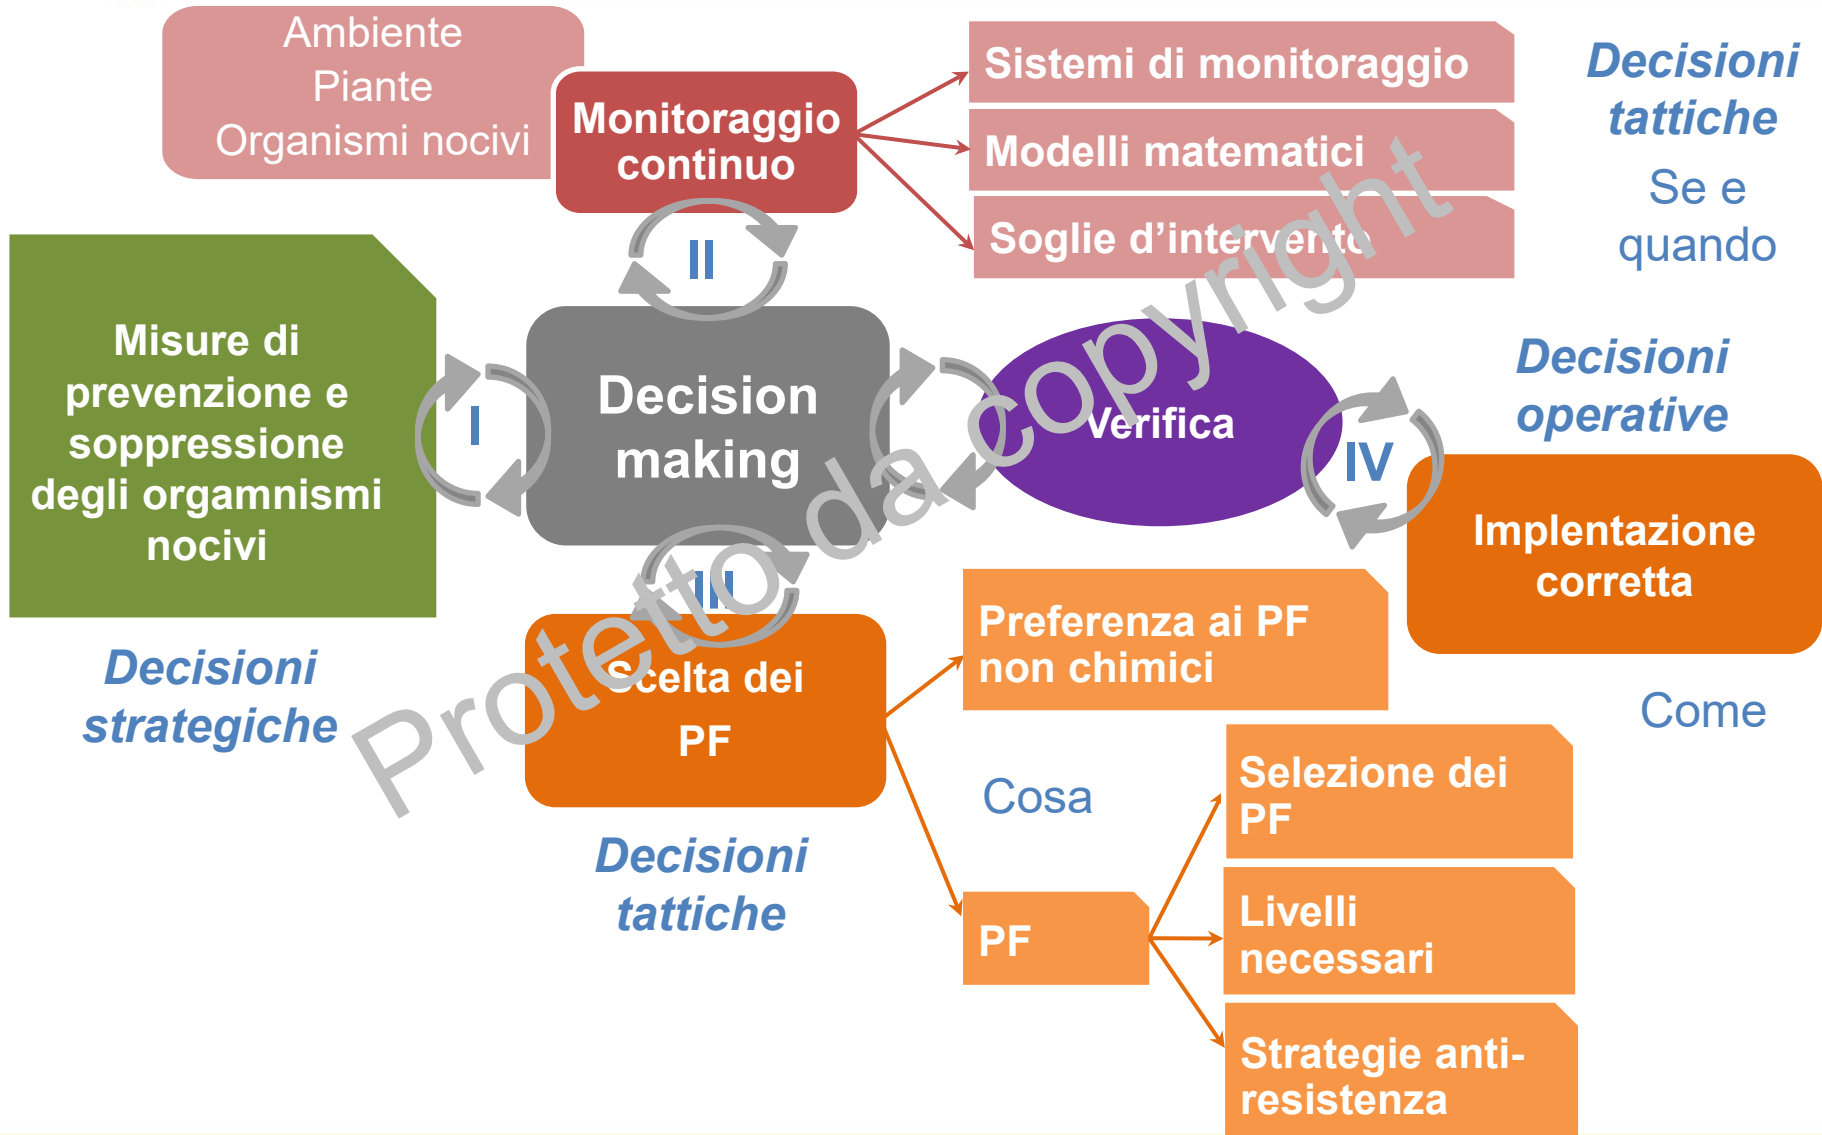 Ambiente
Piante
Organismi nocivi
Monitoraggio
continuo
Sistemi di monitoraggio
Modelli matematici
Soglie d'intervento
Decisioni
tattiche
Se e
quando
II
Misure di
prevenzione e
soppressione
degli orgamnismi
nocivi
I
Decision
making
Verifica
IV
Decisioni
operative
Implentazione
corretta
Come
Decisioni
strategiche
III
Scelta dei
PF
Decisioni
tattiche
Preferenza ai PF
non chimici
Cosa
PF
Selezione dei
PF
Livelli
necessari
Strategie anti-
resistenza
Protetto da copyright